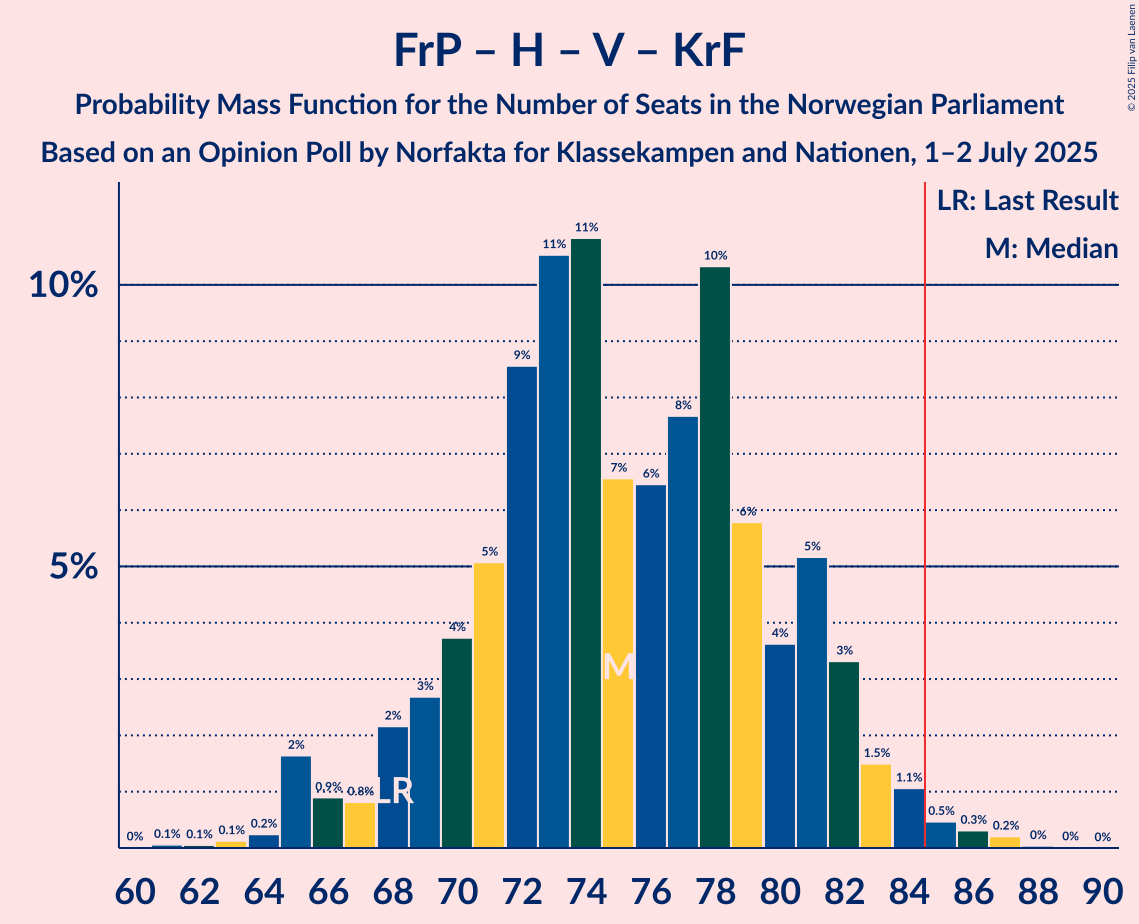 FrP – H – V – KrF
Probability Mass Function for the Number of Seats in the Norwegian Parliament
Based on an Opinion Poll by Norfakta for Klassekampen and Nationen, 1–2 July 2025
© 2025 Filip van Laenen
LR: Last Result
M: Median
10%
5%
0% 0.1% 0.1% 0.1% 0.2% 2% 0.9% 0.8% 2% 3% 4% 5% 9% 11% 11% 7% 6% 8% 10% 6% 4% 5% 3% 1.5% 1.1% 0.5% 0.3% 0.2% 0% 0% 0%
LR
M
60 62 64 66 68 70 72 74 76 78 80 82 84 86 88 90